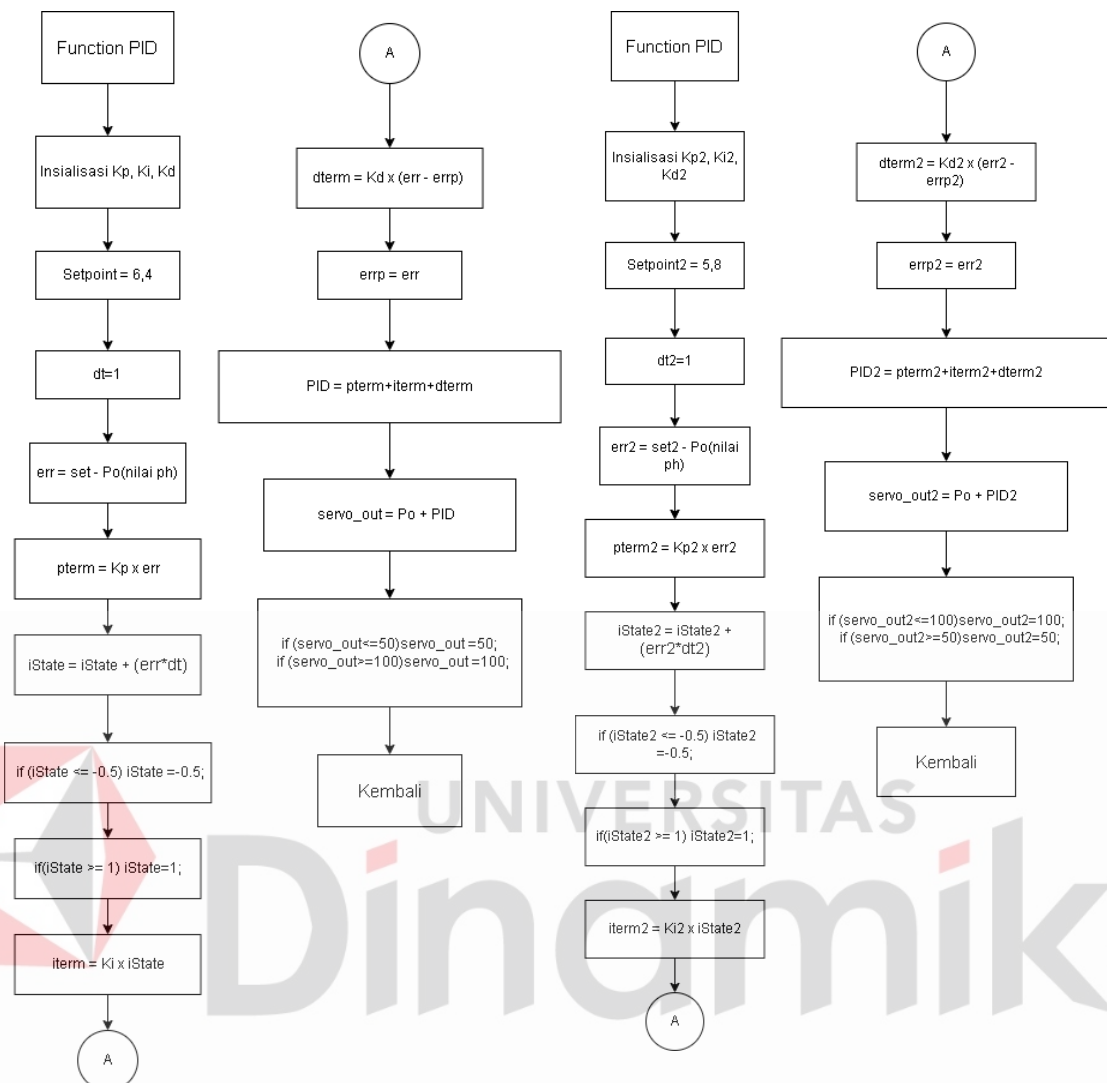 Function PID
Insialisasi Kp, Ki, Kd
Setpoint = 6,4
dt=1
err = set - Po(nilai ph)
pterm = Kp x err
iState = iState + (err*dt)
if (iState <= -0.5) iState =-0.5;
if(iState >= 1) iState=1;
iterm = Ki x iState
A
A
dterm = Kd x (err - errp)
errp = err
PID = pterm+iterm+dterm
servo_out = Po + PID
if (servo_out<=50)servo_out =50;
if (servo_out>=100)servo_out =100;
Kembali
Function PID
Insialisasi Kp2, Ki2,
Kd2
Setpoint2 = 5,8
dt2=1
err2 = set2 - Po(nilai
ph)
pterm2 = Kp2 x err2
iState2 = iState2 +
(err2*dt2)
if (iState2 <= -0.5) iState2
=-0.5;
if(iState2 >= 1) iState2=1;
iterm2 = Ki2 x iState2
A
A
dterm2 = Kd2 x (err2 -
errp2)
errp2 = err2
PID2 = pterm2+iterm2+dterm2
servo_out2 = Po + PID2
if (servo_out2<=100)servo_out2=100;
if (servo_out2>=50)servo_out2=50;
Kembali
UNIVERSITAS
Dinamik